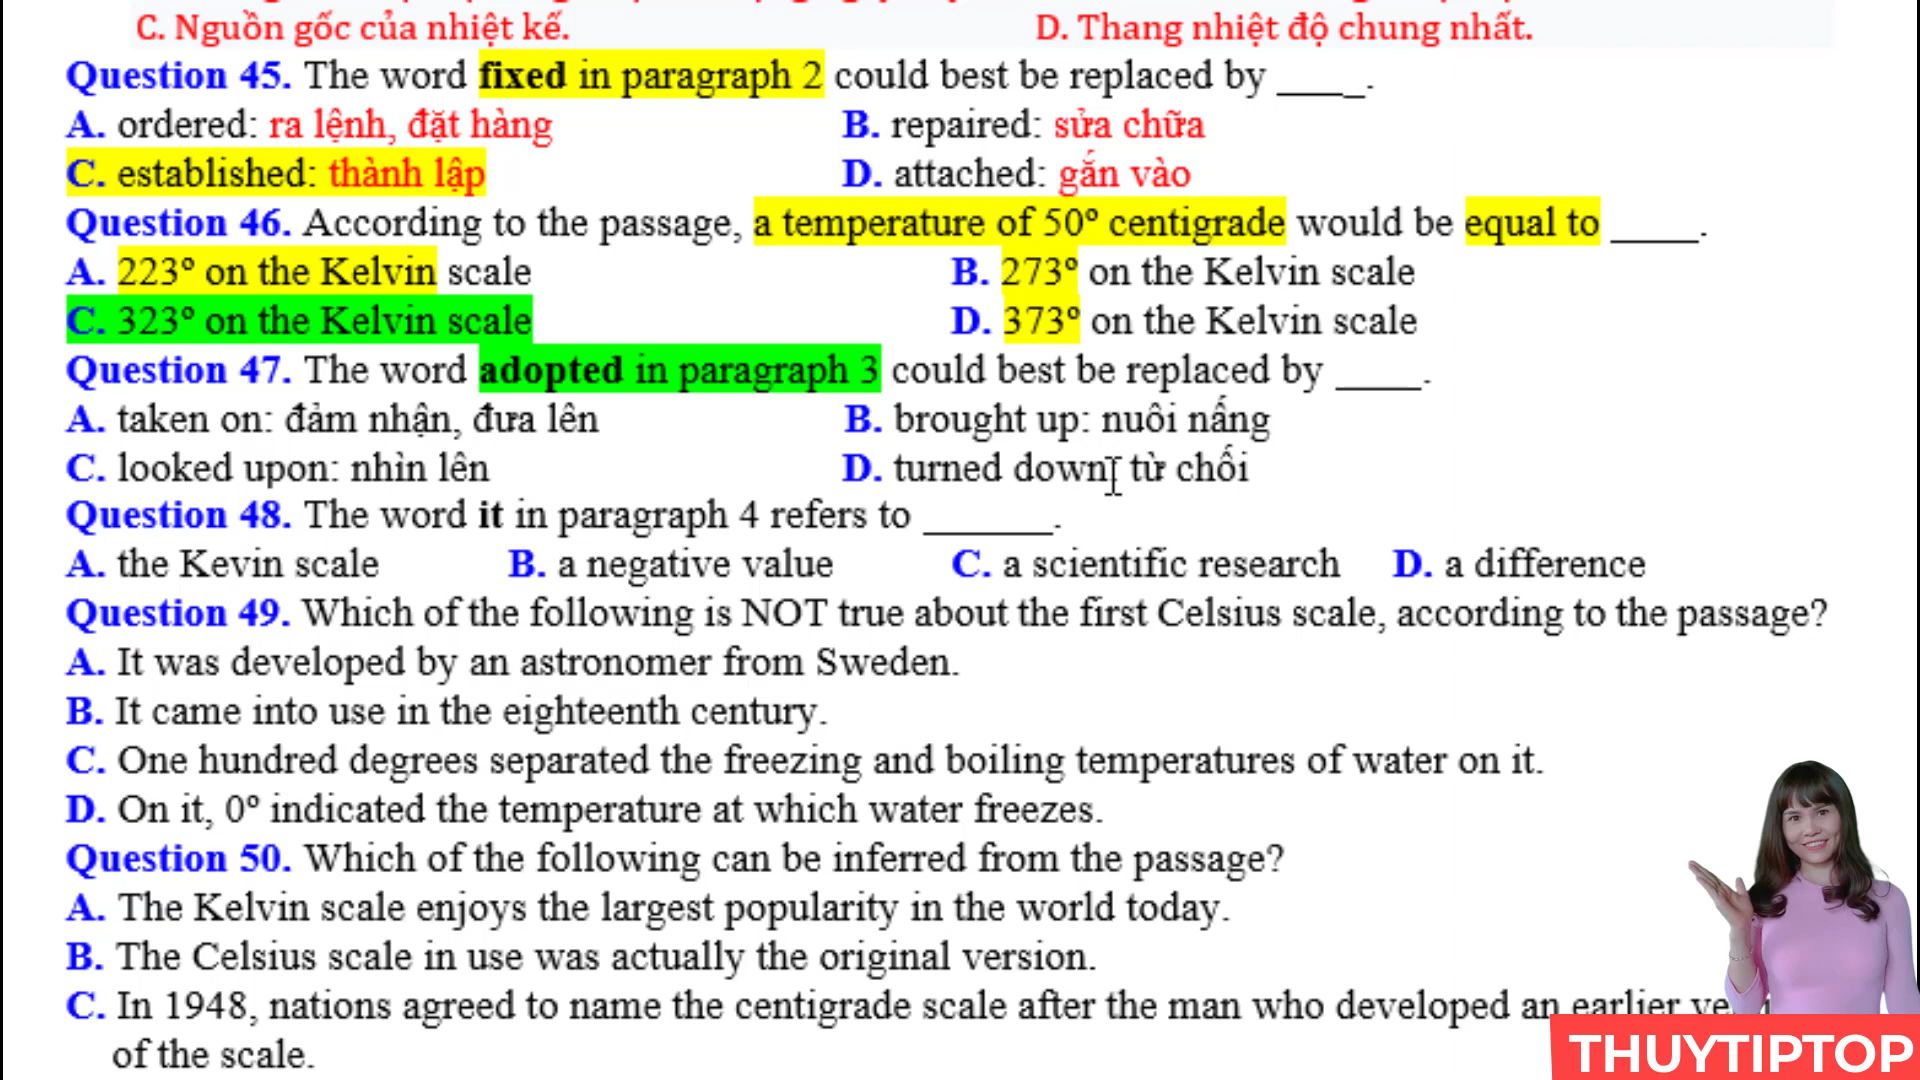 C. Nguồn gốc của nhiệt kế. D. Thang nhiệt độ chung nhất.
Question 45. The word fixed in paragraph 2 could best be replaced by _____.
A. ordered: ra lệnh, đặt hàng B. repaired: sửa chữa
C. established: thành lập D. attached: gắn vào
Question 46. According to the passage, a temperature of 50º centigrade would be equal to _____.
A. 223º on the Kelvin scale B. 273º on the Kelvin scale
C. 323º on the Kelvin scale D. 373º on the Kelvin scale
Question 47. The word adopted in paragraph 3 could best be replaced by _____.
A. taken on: đảm nhận, đưa lên B. brought up: nuôi nấng
C. looked upon: nhìn lên D. turned down: từ chối
Question 48. The word it in paragraph 4 refers to _______.
A. the Kevin scale B. a negative value C. a scientific research D. a difference
Question 49. Which of the following is NOT true about the first Celsius scale, according to the passage?
A. It was developed by an astronomer from Sweden.
B. It came into use in the eighteenth century.
C. One hundred degrees separated the freezing and boiling temperatures of water on it.
D. On it, 0º indicated the temperature at which water freezes.
Question 50. Which of the following can be inferred from the passage?
A. The Kelvin scale enjoys the largest popularity in the world today.
B. The Celsius scale in use was actually the original version.
C. In 1948, nations agreed to name the centigrade scale after the man who developed an earlier
of the scale.
THUYTIPTOP